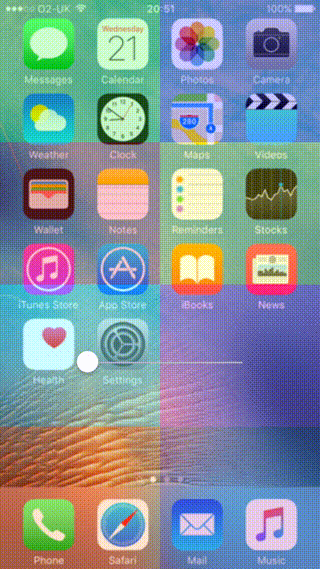 O2-UK 20:51 100%
Messages Calendar Photos Camera
Wednesday
21
Weather Clock Maps Videos
280
Wallet Notes Reminders Stocks
iTunes Store App Store iBooks News
Health Settings
Phone Safari Mail Music